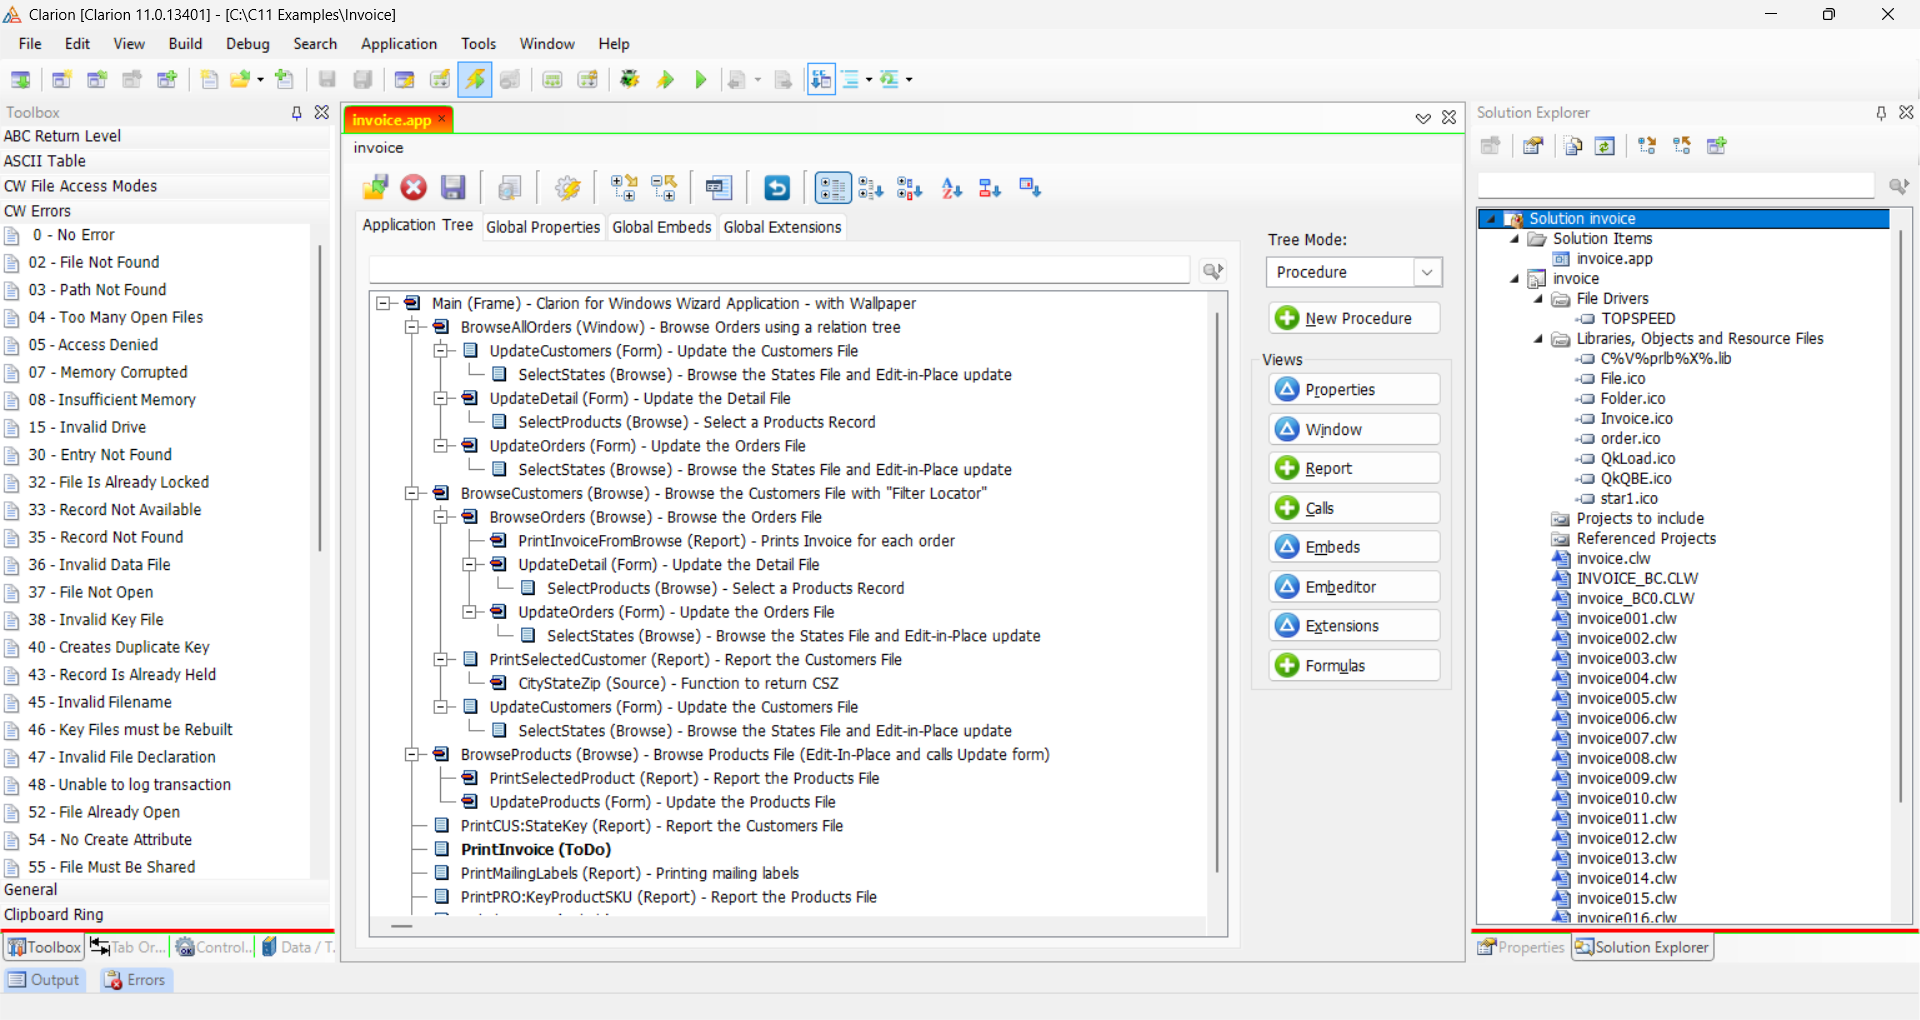 Clarion [Clarion 11.0.13401] - [C:\C11 Examples\Invoice]
File Edit View Build Debug Search Application Tools Window Help
Toolbox
ABC Return Level
ASCII Table
CW File Access Modes
CW Errors
0 - No Error
02 - File Not Found
03 - Path Not Found
04 - Too Many Open Files
05 - Access Denied
07 - Memory Corrupted
08 - Insufficient Memory
15 - Invalid Drive
30 - Entry Not Found
32 - File Is Already Locked
33 - Record Not Available
35 - Record Not Found
36 - Invalid Data File
37 - File Not Open
38 - Invalid Key File
40 - Creates Duplicate Key
43 - Record Is Already Held
45 - Invalid Filename
46 - Key Files must be Rebuilt
47 - Invalid File Declaration
48 - Unable to log transaction
52 - File Already Open
54 - No Create Attribute
55 - File Must Be Shared
General
Clipboard Ring
Toolbox Tab Or... Control... Data / T.
Output Errors
invoice.app
invoice
Application Tree Global Properties Global Embeds Global Extensions
Main (Frame) - Clarion for Windows Wizard Application - with Wallpaper
BrowseAllOrders (Window) - Browse Orders using a relation tree
UpdateCustomers (Form) - Update the Customers File
SelectStates (Browse) - Browse the States File and Edit-in-Place update
UpdateDetail (Form) - Update the Detail File
SelectProducts (Browse) - Select a Products Record
UpdateOrders (Form) - Update the Orders File
SelectStates (Browse) - Browse the States File and Edit-in-Place update
BrowseCustomers (Browse) - Browse the Customers File with "Filter Locator"
BrowseOrders (Browse) - Browse the Orders File
PrintInvoiceFromBrowse (Report) - Prints Invoice for each order
UpdateDetail (Form) - Update the Detail File
SelectProducts (Browse) - Select a Products Record
UpdateOrders (Form) - Update the Orders File
SelectStates (Browse) - Browse the States File and Edit-in-Place update
PrintSelectedCustomer (Report) - Report the Customers File
CityStateZip (Source) - Function to return CSZ
UpdateCustomers (Form) - Update the Customers File
SelectStates (Browse) - Browse the States File and Edit-in-Place update
BrowseProducts (Browse) - Browse Products File (Edit-In-Place and calls Update form)
PrintSelectedProduct (Report) - Report the Products File
UpdateProducts (Form) - Update the Products File
PrintCUS:StateKey (Report) - Report the Customers File
PrintInvoice (ToDo)
PrintMailingLabels (Report) - Printing mailing labels
PrintPRO:KeyProductSKU (Report) - Report the Products File
Tree Mode:
Procedure
New Procedure
Views
Properties
Window
Report
Calls
Embeds
Embeditor
Extensions
Formulas
Solution Explorer
Solution invoice
Solution Items
invoice.app
invoice
File Drivers
TOPSPEED
Libraries, Objects and Resource Files
C%V%prlb%X%.lib
File.ico
Folder.ico
Invoice.ico
order.ico
QkLoad.ico
QkQBE.ico
star1.ico
Projects to include
Referenced Projects
invoice.clw
INVOICE_BC.CLW
invoice_BC0.CLW
invoice001.clw
invoice002.clw
invoice003.clw
invoice004.clw
invoice005.clw
invoice006.clw
invoice007.clw
invoice008.clw
invoice009.clw
invoice010.clw
invoice011.clw
invoice012.clw
invoice013.clw
invoice014.clw
invoice015.clw
invoice016.clw
Properties Solution Explorer